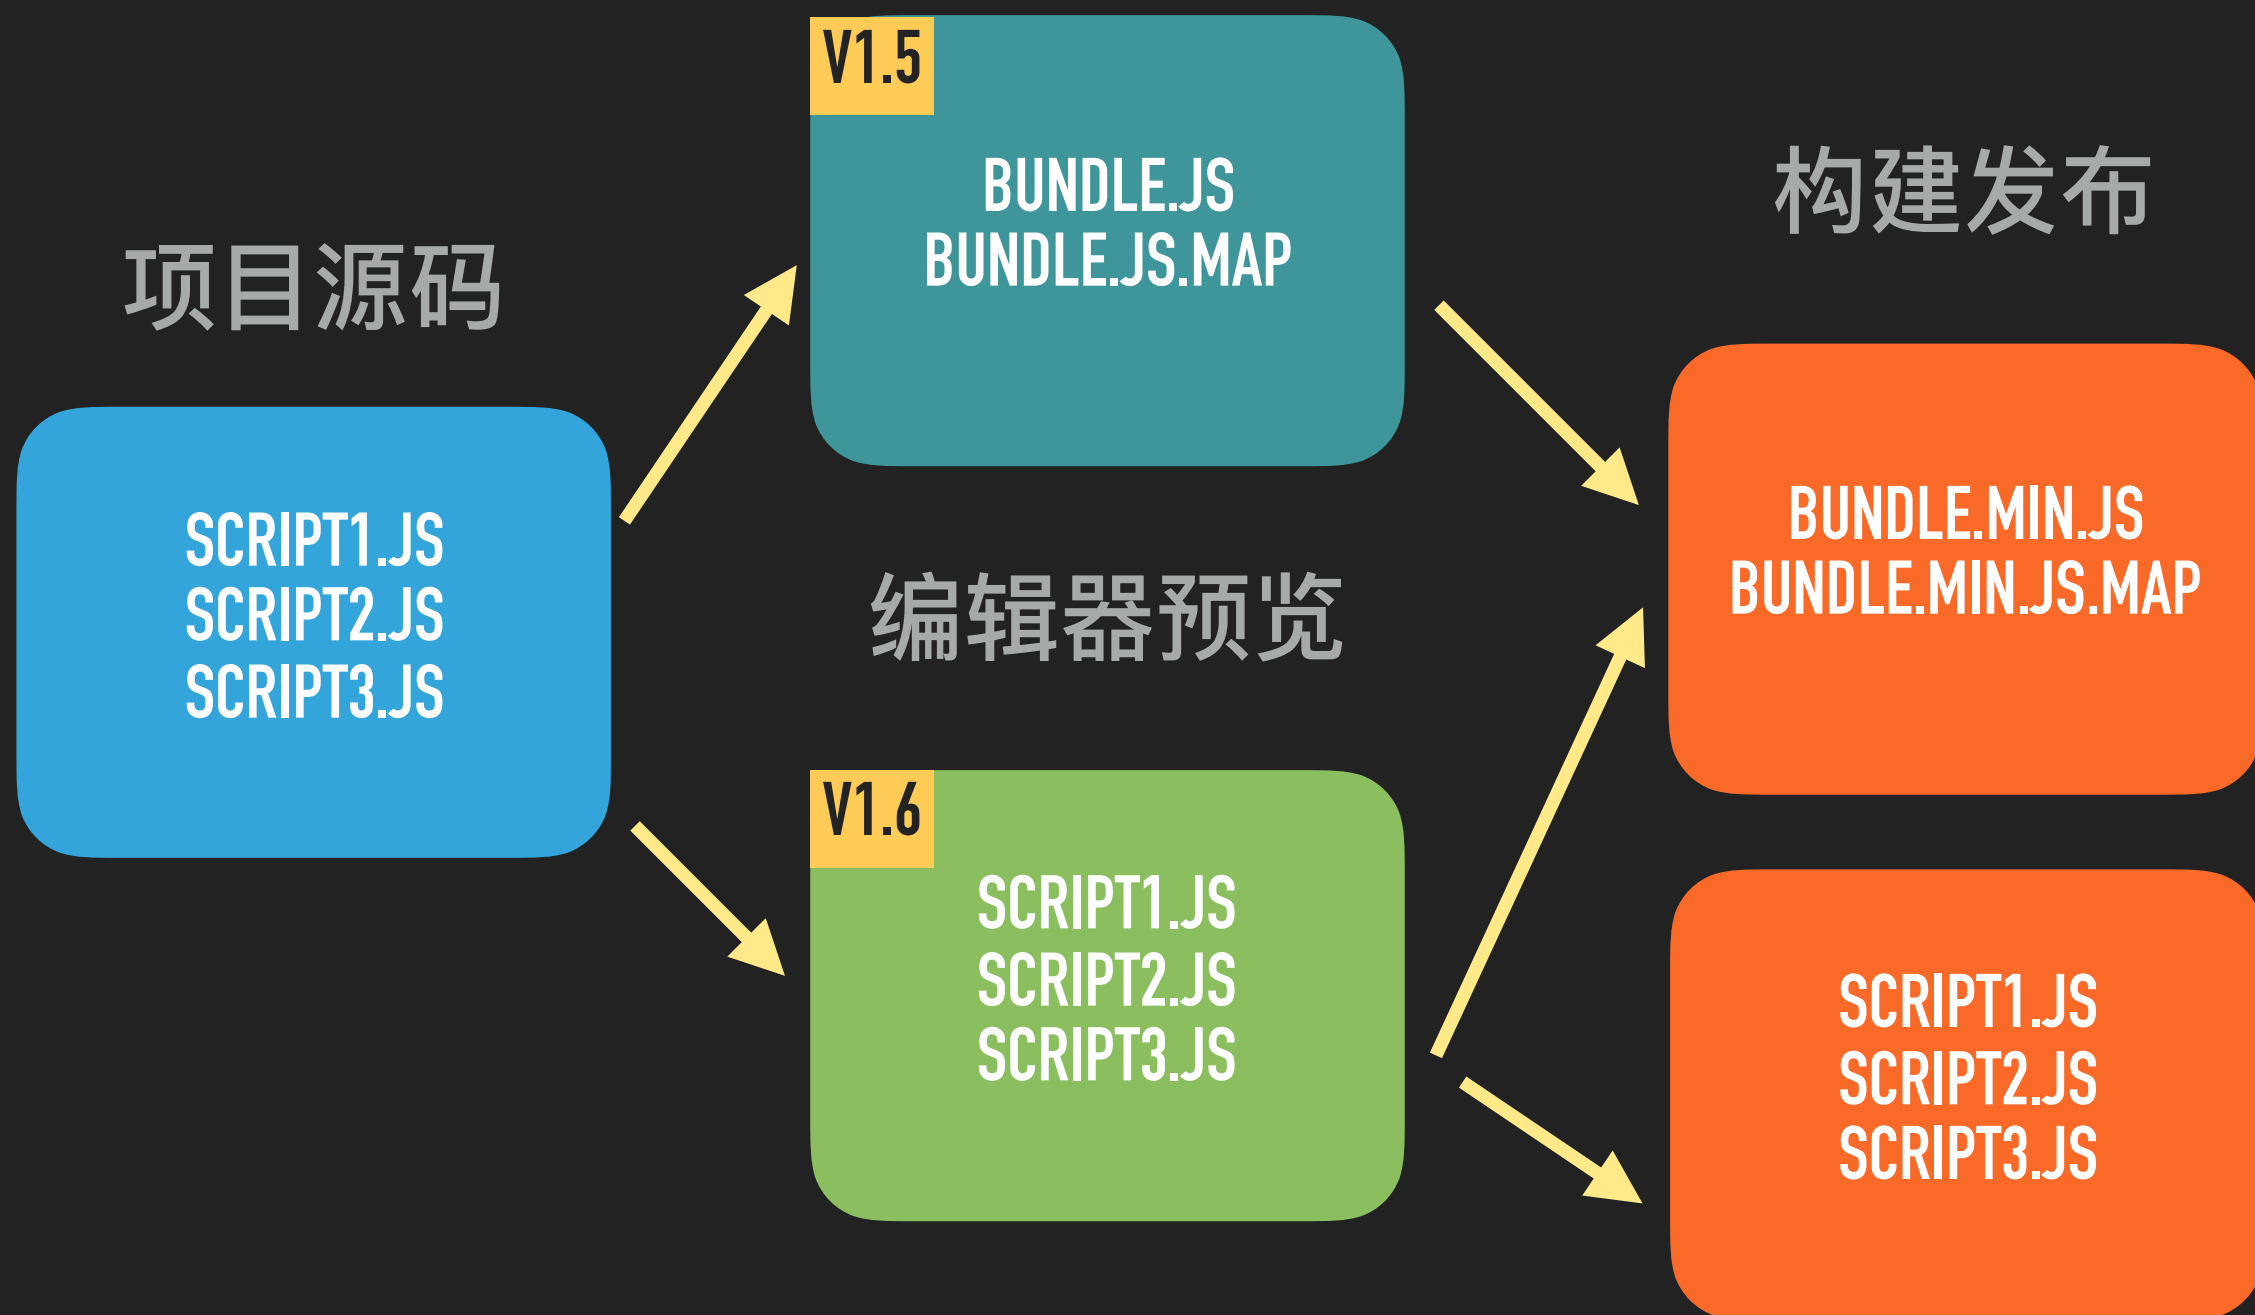 项目源码
SCRIPT1.JS
SCRIPT2.JS
SCRIPT3.JS
V1.5
BUNDLE.JS
BUNDLE.JS.MAP
编辑器预览
V1.6
SCRIPT1.JS
SCRIPT2.JS
SCRIPT3.JS
构建发布
BUNDLE.MIN.JS
BUNDLE.MIN.JS.MAP
SCRIPT1.JS
SCRIPT2.JS
SCRIPT3.JS